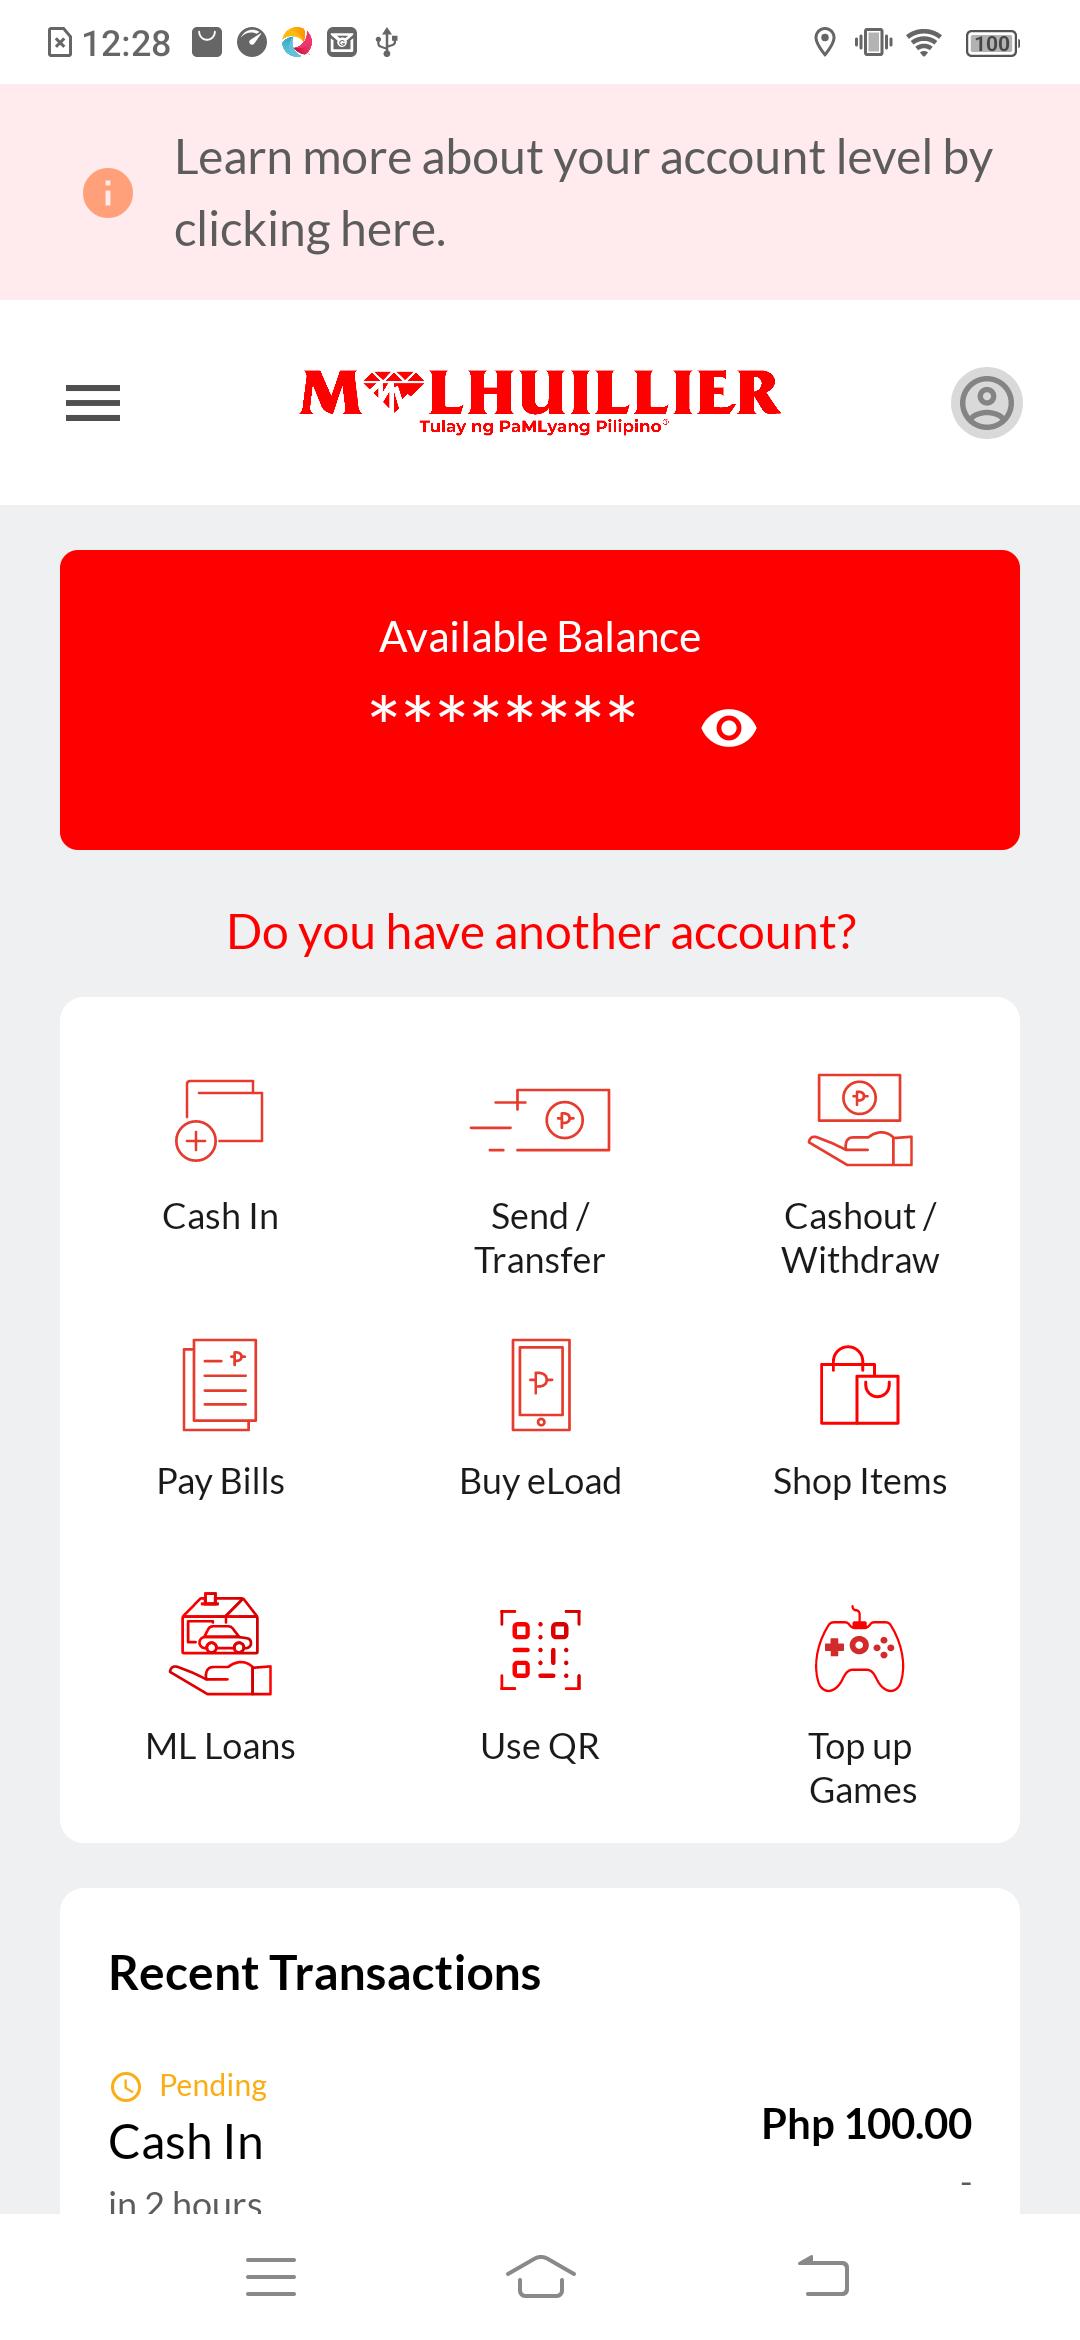 12:28
100
Learn more about your account level by
clicking here.
M LHUILLIER
Tulay ng PaMLyang Pilipino®
Available Balance
********
Do you have another account?
Cash In
Send /
Transfer
Cashout /
Withdraw
Pay Bills
Buy eLoad
Shop Items
ML Loans
Use QR
Top up
Games
Recent Transactions
Pending
Cash In
Php 100.00
-
in 2 hours